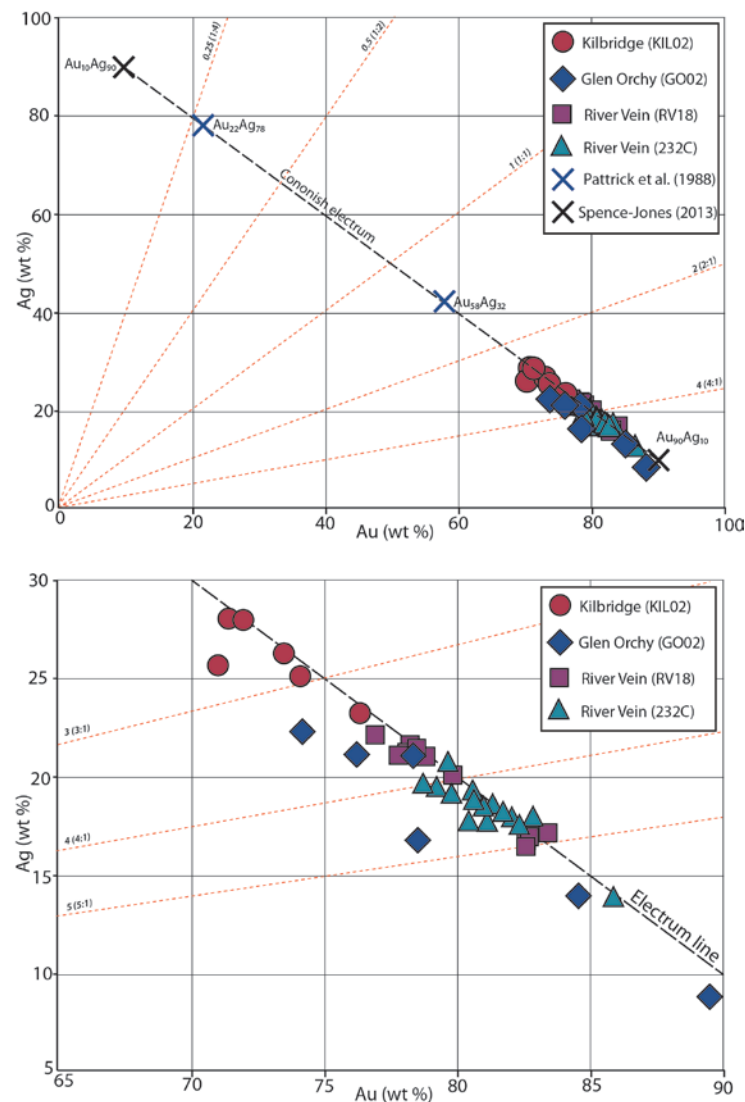 100
80
60
40
20
0
Ag (wt %)
0
20
40
60
80
100
Au (wt %)
0.25 (1:4)
0.5 (1:2)
1 (1:1)
2 (2:1)
4 (4:1)
Au₁₀Ag₉₀
Au₂₂Ag₇₈
Cononish electrum
Au₅₈Ag₃₂
Au₉₀Ag₁₀
Kilbridge (KIL02)
Glen Orchy (GO02)
River Vein (RV18)
River Vein (232C)
Pattrick et al. (1988)
Spence-Jones (2013)
30
25
20
15
10
5
Ag (wt %)
65
70
75
80
85
90
Au (wt %)
3 (3:1)
4 (4:1)
5 (5:1)
Electrum line
Kilbridge (KIL02)
Glen Orchy (GO02)
River Vein (RV18)
River Vein (232C)